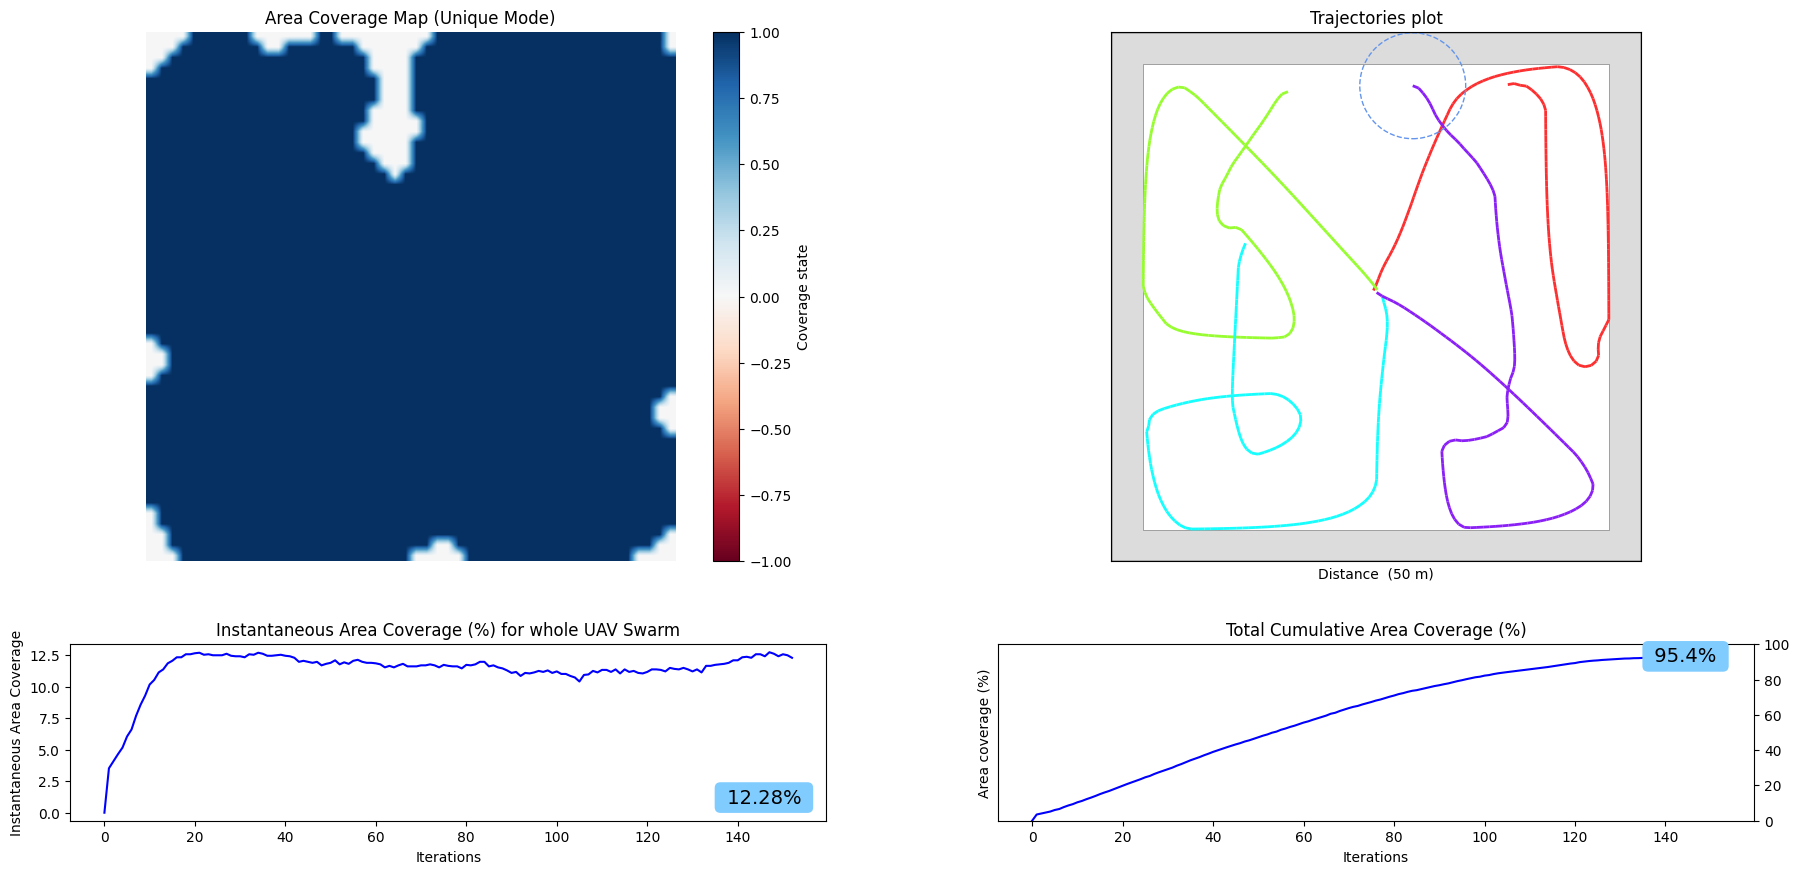 Area Coverage Map (Unique Mode)
1.00
0.75
0.50
0.25
0.00
−0.25
−0.50
−0.75
−1.00
Coverage state
Trajectories plot
Distance  (50 m)
Instantaneous Area Coverage (%) for whole UAV Swarm
Instantaneous Area Coverage
12.5
10.0
7.5
5.0
2.5
0.0
12.28%
0 20 40 60 80 100 120 140
Iterations
Total Cumulative Area Coverage (%)
Area coverage (%)
95.4%
100
80
60
40
20
0
0 20 40 60 80 100 120 140
Iterations